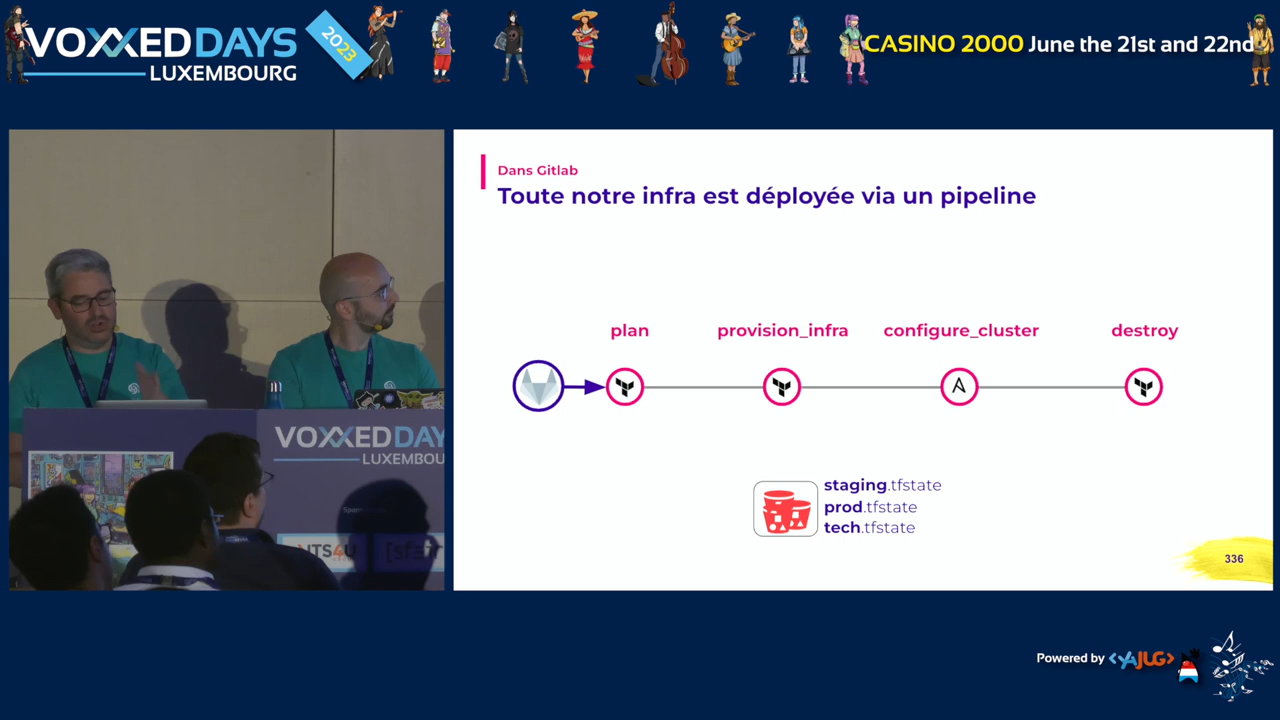 VOXXED DAYS
LUXEMBOURG
2023
CASINO 2000 June the 21st and 22nd
Dans Gitlab
Toute notre infra est déployée via un pipeline
plan
provision_infra
configure_cluster
destroy
staging.tfstate
prod.tfstate
tech.tfstate
336
VOXXED DAY
LUXEMBOU
Powered by <YAJUG>